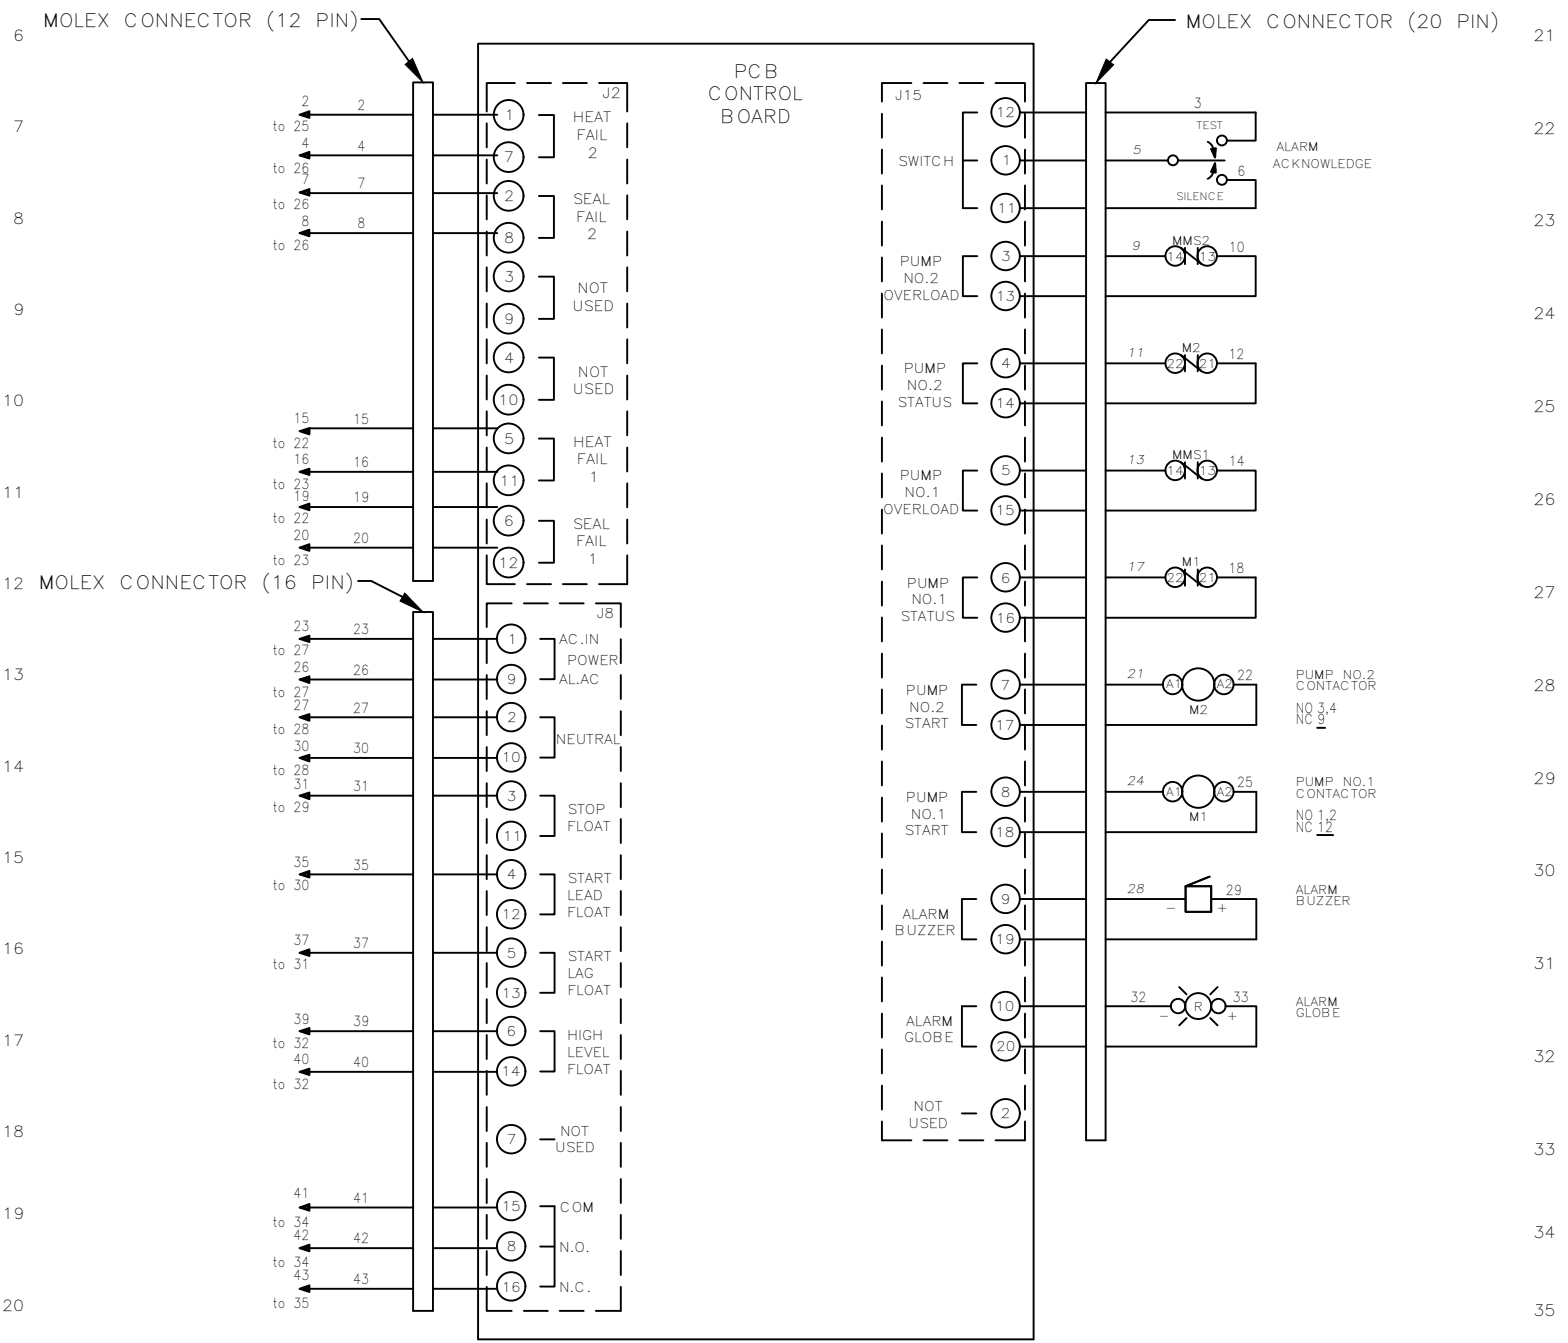 MOLEX CONNECTOR (12 PIN)
6
7
8
9
10
11
12
2
2
to 25
4
4
to 26
7
7
to 26
8
8
to 26
15
15
to 22
16
16
to 23
19
19
to 22
20
20
to 23
J2
1
HEAT
FAIL
2
7
2
SEAL
FAIL
2
8
3
NOT
USED
9
4
NOT
USED
10
5
HEAT
FAIL
1
11
6
SEAL
FAIL
1
12
MOLEX CONNECTOR (16 PIN)
13
14
15
16
17
18
19
20
23
23
to 27
26
26
to 27
27
27
to 28
30
30
to 28
31
31
to 29
35
35
to 30
37
37
to 31
39
39
to 32
40
40
to 32
41
41
to 34
42
42
to 34
43
43
to 35
J8
1
AC.IN
POWER
9
AL.AC
2
NEUTRAL
10
3
STOP
FLOAT
11
4
START
LEAD
FLOAT
12
5
START
LAG
FLOAT
13
6
HIGH
LEVEL
FLOAT
14
7
NOT
USED
15
COM
8
N.O.
16
N.C.
PCB
CONTROL
BOARD
MOLEX CONNECTOR (20 PIN)
J15
SWITCH
12
1
11
3
TEST
5
6
SILENCE
ALARM
ACKNOWLEDGE
PUMP
NO.2
OVERLOAD
3
13
9
MMS2
14
13
10
PUMP
NO.2
STATUS
4
14
11
M2
22
21
12
PUMP
NO.1
OVERLOAD
5
15
13
MMS1
14
13
14
PUMP
NO.1
STATUS
6
16
17
M1
22
21
18
PUMP
NO.2
START
7
17
21
A1
A2
22
M2
PUMP NO.2
CONTACTOR
NO 3,4
NC 9
PUMP
NO.1
START
8
18
24
A1
A2
25
M1
PUMP NO.1
CONTACTOR
NO 1,2
NC 12
ALARM
BUZZER
9
19
28
29
- +
ALARM
BUZZER
ALARM
GLOBE
10
20
32
R
33
- +
ALARM
GLOBE
NOT
USED
2
21
22
23
24
25
26
27
28
29
30
31
32
33
34
35